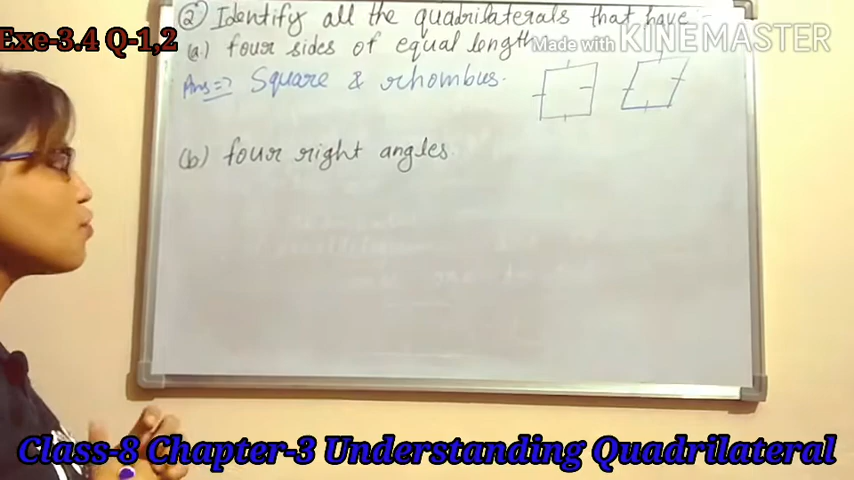 ② Identify all the quadrilaterals that have :-
Exe-3.4 Q-1,2
(a) four sides of equal length
Made with KINEMASTER
Ans=> Square & rhombus.
(b) four right angles.
Class-8 Chapter-3 Understanding Quadrilateral